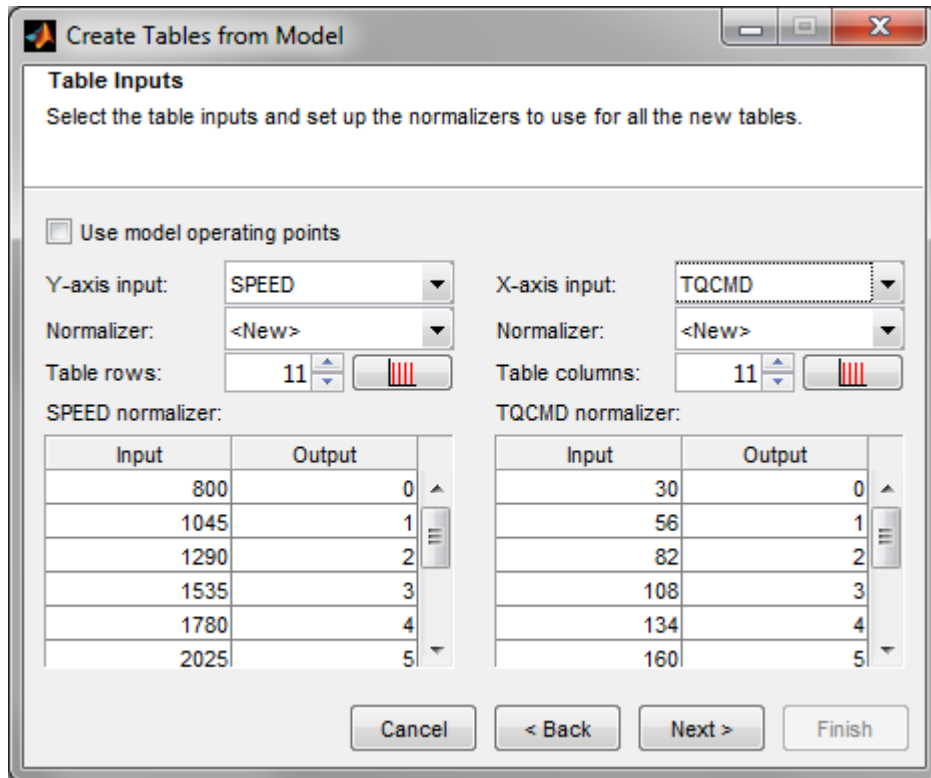 Create Tables from Model
Table Inputs
Select the table inputs and set up the normalizers to use for all the new tables.
Use model operating points
Y-axis input: SPEED X-axis input: TQCMD
Normalizer: <New> Normalizer: <New>
Table rows: 11 Table columns: 11
SPEED normalizer: TQCMD normalizer:
Input Output Input Output
800 0 30 0
1045 1 56 1
1290 2 82 2
1535 3 108 3
1780 4 134 4
2025 5 160 5
Cancel < Back Next > Finish